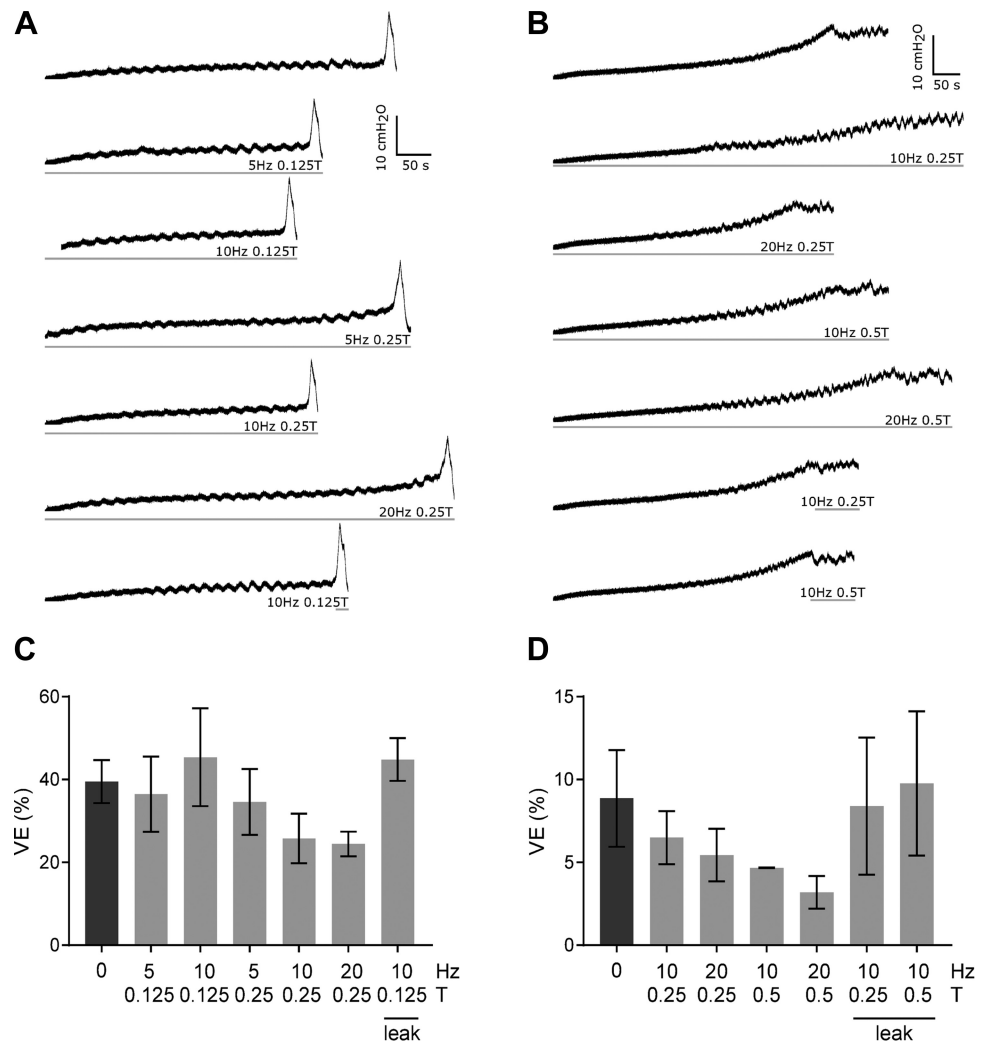 A
10 cmH2O
50 s
5Hz 0.125T
10Hz 0.125T
5Hz 0.25T
10Hz 0.25T
20Hz 0.25T
10Hz 0.125T
B
10 cmH2O
50 s
10Hz 0.25T
20Hz 0.25T
10Hz 0.5T
20Hz 0.5T
10Hz 0.25T
10Hz 0.5T
C
VE (%)
60
40
20
0
0 5 10 5 10 20 10 Hz
0.125 0.125 0.25 0.25 0.25 0.125 T
leak
D
VE (%)
15
10
5
0
0 10 20 10 20 10 10 Hz
0.25 0.25 0.5 0.5 0.25 0.5 T
leak